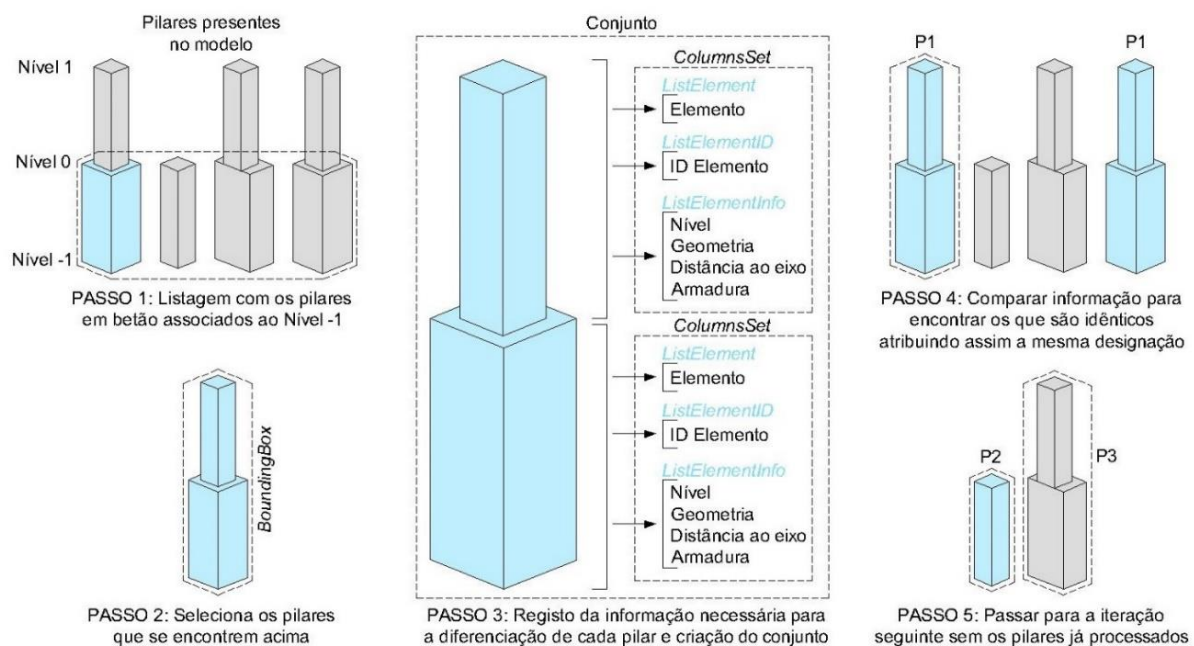 Pilares presentes
no modelo
Nível 1
Nível 0
Nível -1
PASSO 1: Listagem com os pilares
em betão associados ao Nível -1
BoundingBox
PASSO 2: Seleciona os pilares
que se encontrem acima
Conjunto
ColumnsSet
ListElement
Elemento
ListElementID
ID Elemento
ListElementInfo
Nível
Geometria
Distância ao eixo
Armadura
ColumnsSet
ListElement
Elemento
ListElementID
ID Elemento
ListElementInfo
Nível
Geometria
Distância ao eixo
Armadura
PASSO 3: Registo da informação necessária para
a diferenciação de cada pilar e criação do conjunto
P1
P1
PASSO 4: Comparar informação para
encontrar os que são idênticos
atribuindo assim a mesma designação
P2
P3
PASSO 5: Passar para a iteração
seguinte sem os pilares já processados